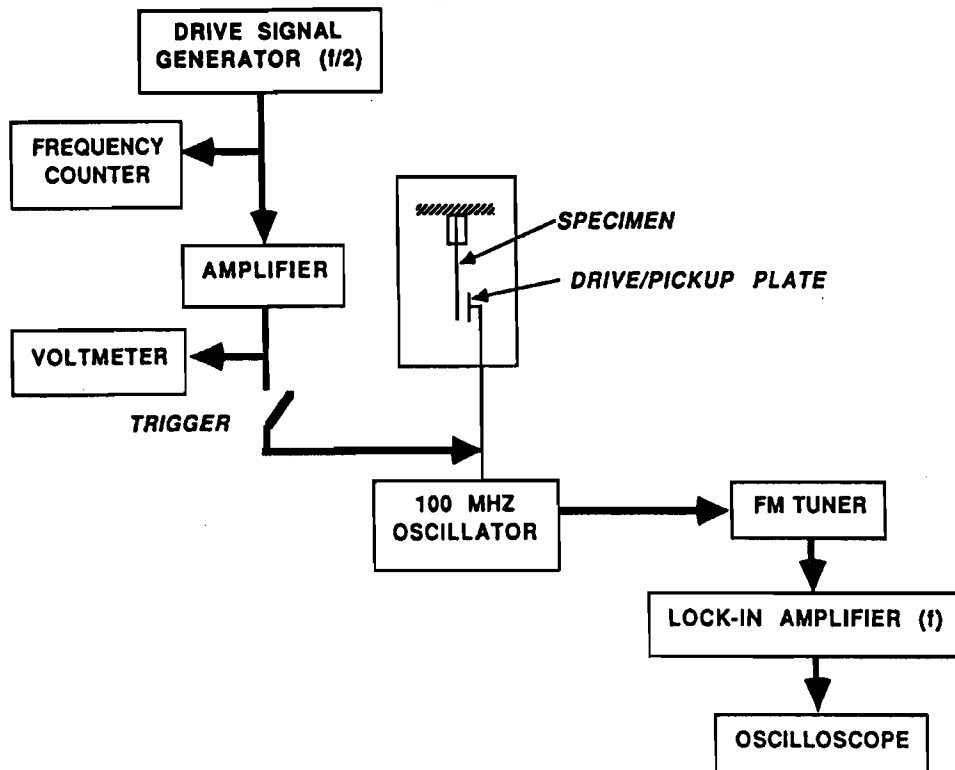 DRIVE SIGNAL
GENERATOR (f/2)
FREQUENCY
COUNTER
SPECIMEN
AMPLIFIER
DRIVE/PICKUP PLATE
VOLTMETER
TRIGGER
100 MHZ
OSCILLATOR
FM TUNER
LOCK-IN AMPLIFIER (f)
OSCILLOSCOPE